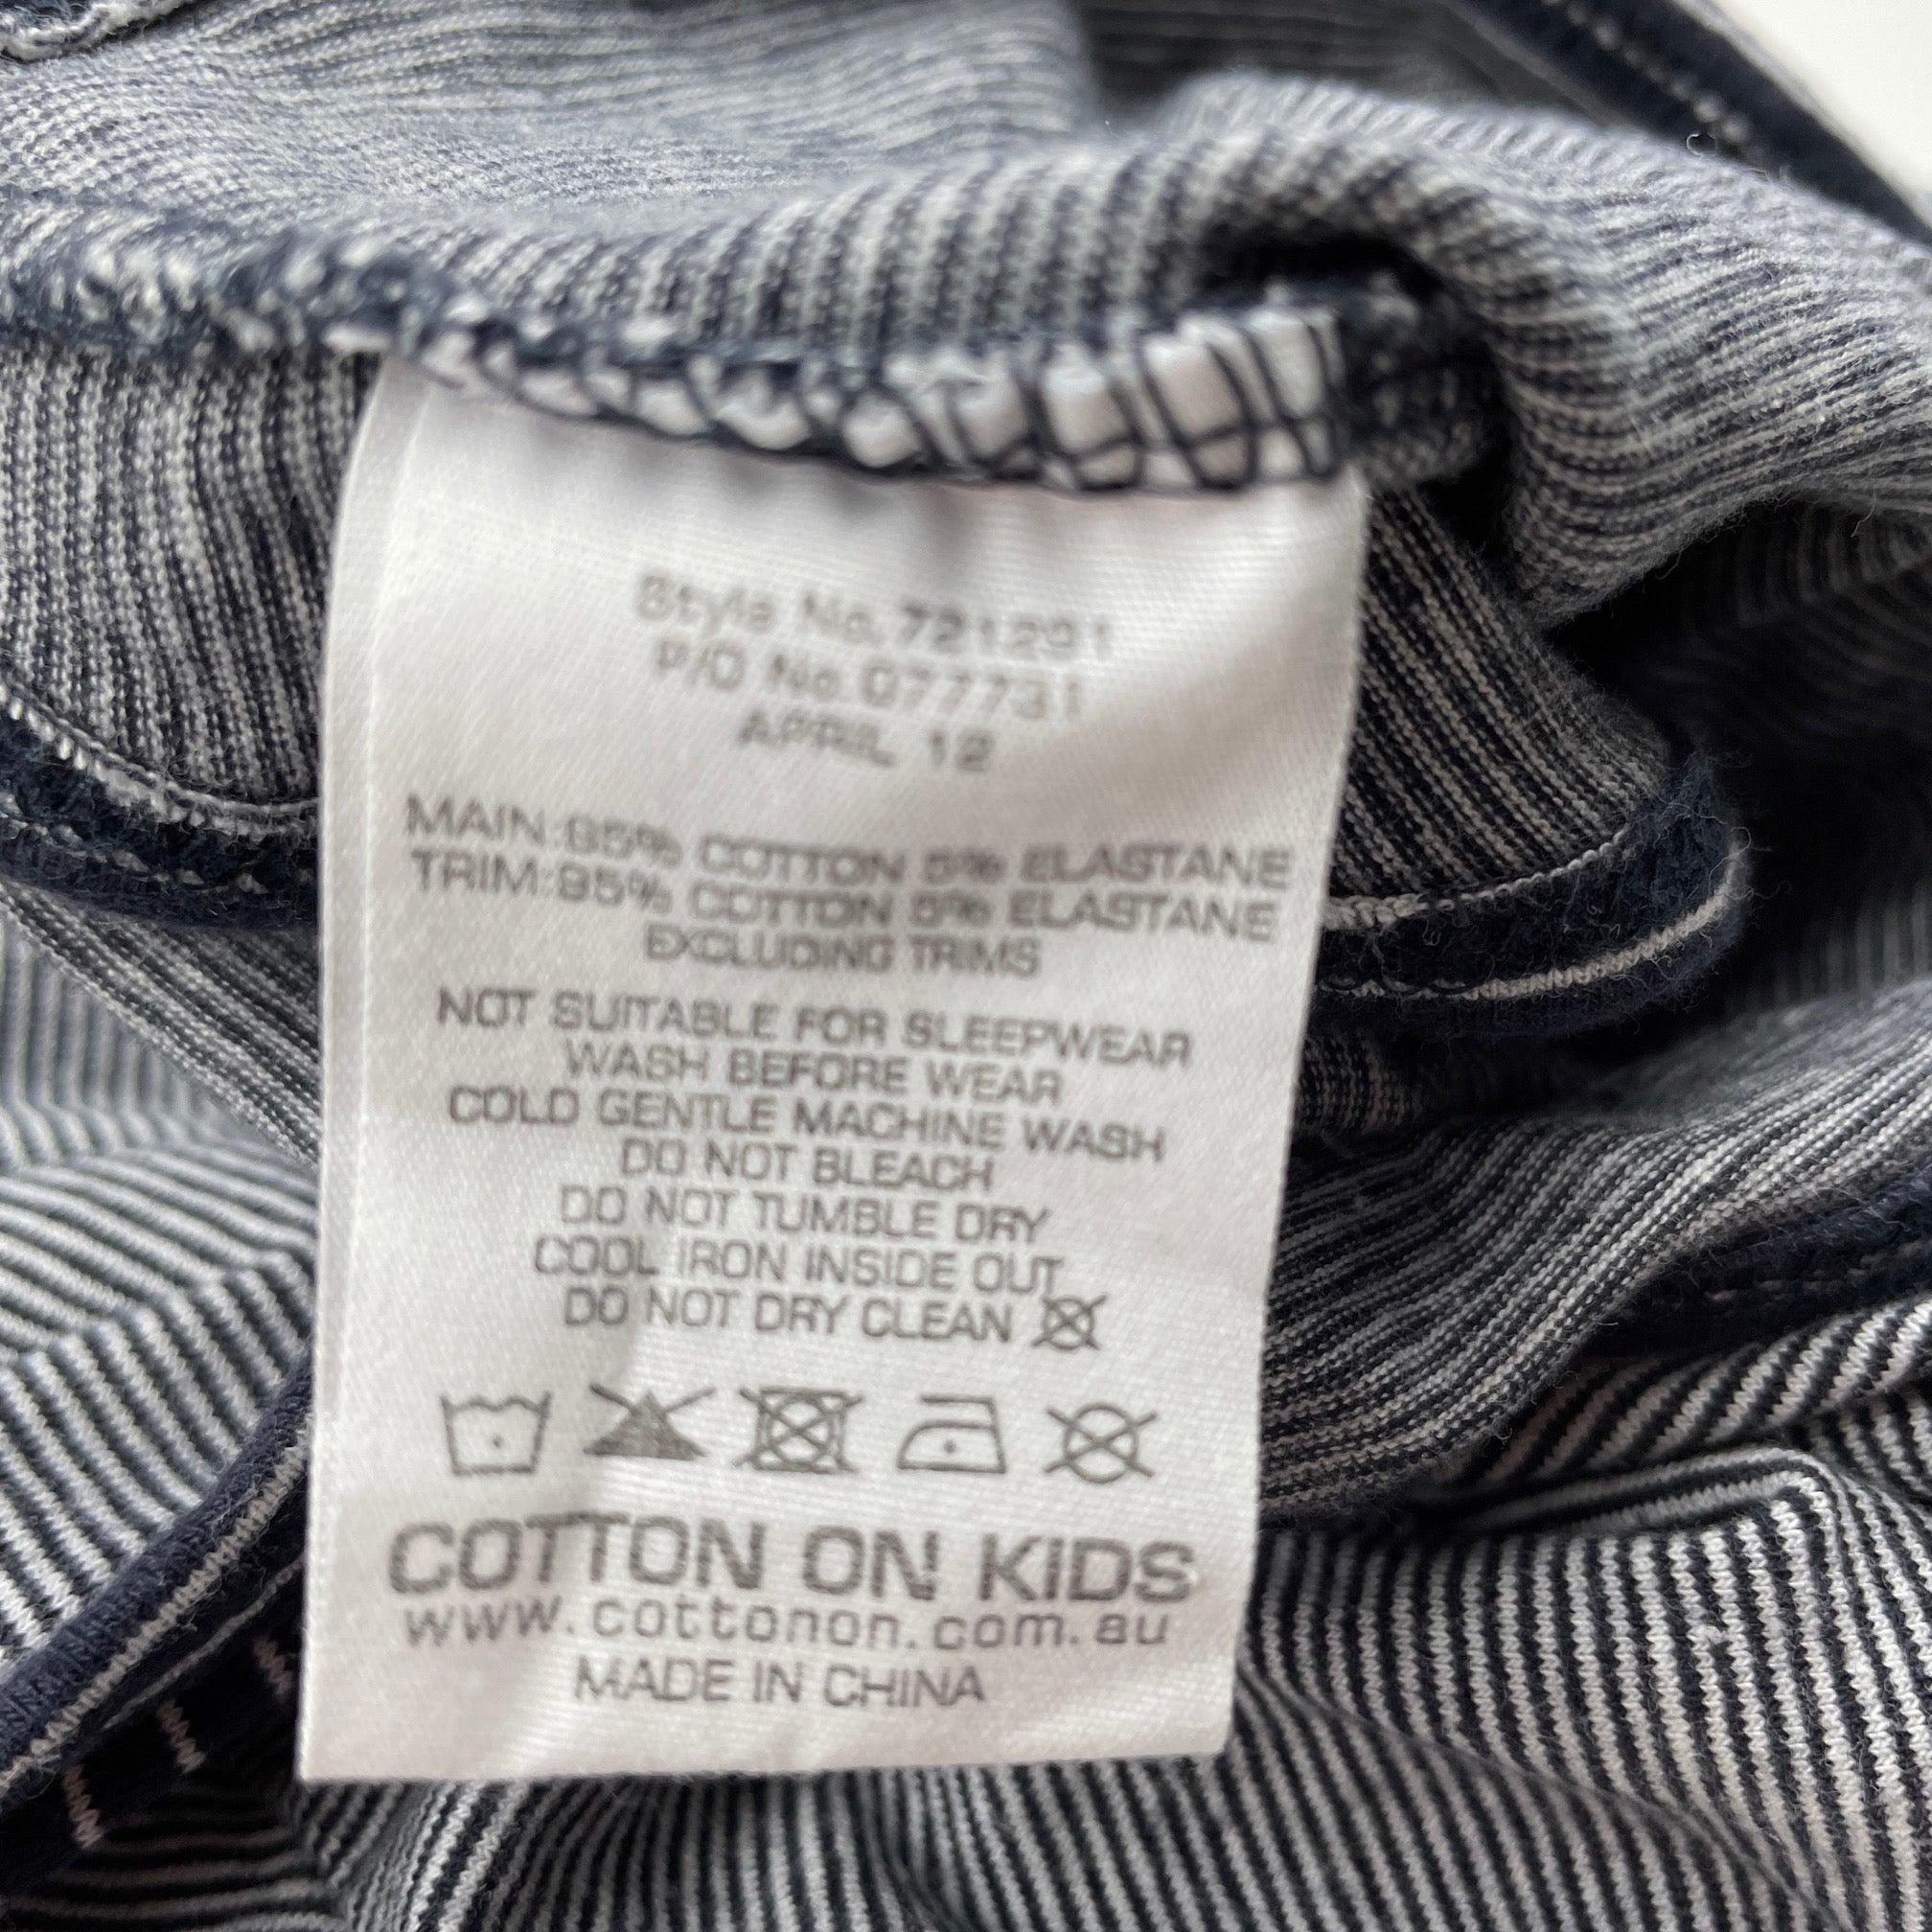 Style No. 721291
P/O No. 077731
APRIL 12
MAIN:95% COTTON 5% ELASTANE
TRIM:95% COTTON 5% ELASTANE
EXCLUDING TRIMS
NOT SUITABLE FOR SLEEPWEAR
WASH BEFORE WEAR
COLD GENTLE MACHINE WASH
DO NOT BLEACH
DO NOT TUMBLE DRY
COOL IRON INSIDE OUT
DO NOT DRY CLEAN
COTTON ON KIDS
www.cottonon.com.au
MADE IN CHINA